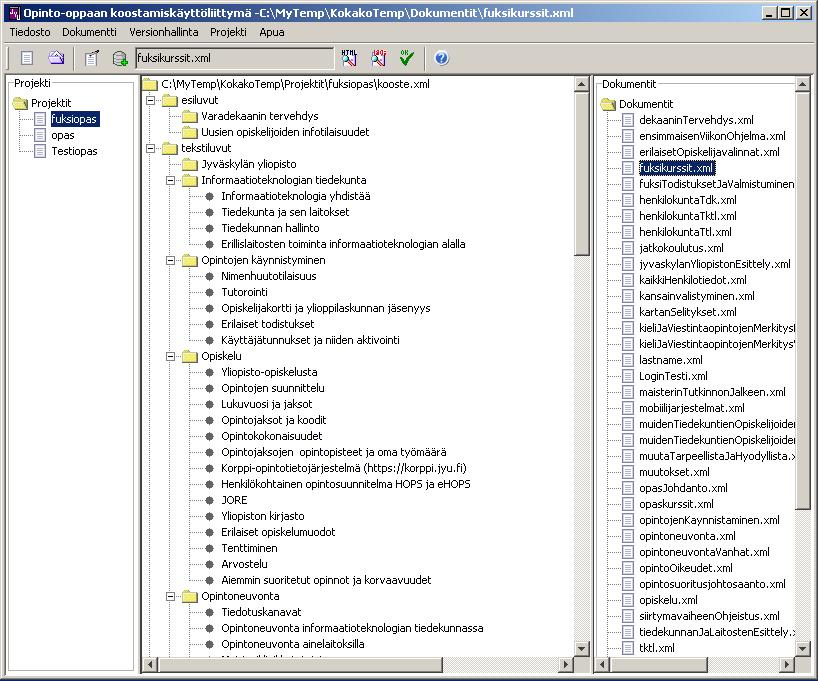 Opinto-oppaan koostamiskäyttöliittymä -C:\MyTemp\KokakoTemp\Dokumentit\fuksikurssit.xml
Tiedosto Dokumentti Versionhallinta Projekti Apua
fuksikurssit.xml
Projekti
Projektit
fuksiopas
opas
Testiopas
C:\MyTemp\KokakoTemp\Projektit\fuksiopas\kooste.xml
esiluvut
Varadekaanin tervehdys
Uusien opiskelijoiden infotilaisuudet
tekstiluvut
Jyväskylän yliopisto
Informaatioteknologian tiedekunta
Informaatioteknologia yhdistää
Tiedekunta ja sen laitokset
Tiedekunnan hallinto
Erillislaitosten toiminta informaatioteknologian alalla
Opintojen käynnistyminen
Nimenhuutotilaisuus
Tutorointi
Opiskelijakortti ja ylioppilaskunnan jäsenyys
Erilaiset todistukset
Käyttäjätunnukset ja niiden aktivointi
Opiskelu
Yliopisto-opiskelusta
Opintojen suunnittelu
Lukuvuosi ja jaksot
Opintojaksot ja koodit
Opintokokonaisuudet
Opintojaksojen opintopisteet ja oma työmäärä
Korppi-opintotietojärjestelmä (https://korppi.jyu.fi)
Henkilökohtainen opintosuunnitelma HOPS ja eHOPS
JORE
Yliopiston kirjasto
Erilaiset opiskelumuodot
Tenttiminen
Arvostelu
Aiemmin suoritetut opinnot ja korvaavuudet
Opintoneuvonta
Tiedotuskanavat
Opintoneuvonta informaatioteknologian tiedekunnassa
Opintoneuvonta ainelaitoksilla
Dokumentit
Dokumentit
dekaaninTervehdys.xml
ensimmaisenViikonOhjelma.xml
erilaisetOpiskelijavalinnat.xml
fuksikurssit.xml
fuksiTodistuksetJaValmistuminen
henkilokuntaTdk.xml
henkilokuntaTktl.xml
henkilokuntaTtl.xml
jatkokoulutus.xml
jyvaskylanYliopistonEsittely.xml
kaikkiHenkilotiedot.xml
kansainvalistyminen.xml
kartanSelitykset.xml
kieliJaViestintaopintojenMerkitysI
kieliJaViestintaopintojenMerkitys'
lastname.xml
LoginTesti.xml
maisterinTutkinnonJalkeen.xml
mobiilijarjestelmat.xml
muidenTiedekuntienOpiskelijoide
muidenTiedekuntienOpiskelijoide
muutaTarpeellistaJaHyodyllista.x
muutokset.xml
opasJohdanto.xml
opaskurssit.xml
opintojenKaynnistaminen.xml
opintoneuvonta.xml
opintoneuvontaVanhat.xml
opintoOikeudet.xml
opintosuoritusjohtosaanto.xml
opiskelu.xml
siirtymavaiheenOhjeistus.xml
tiedekunnanJaLaitostenEsittely.x
tktl.xml